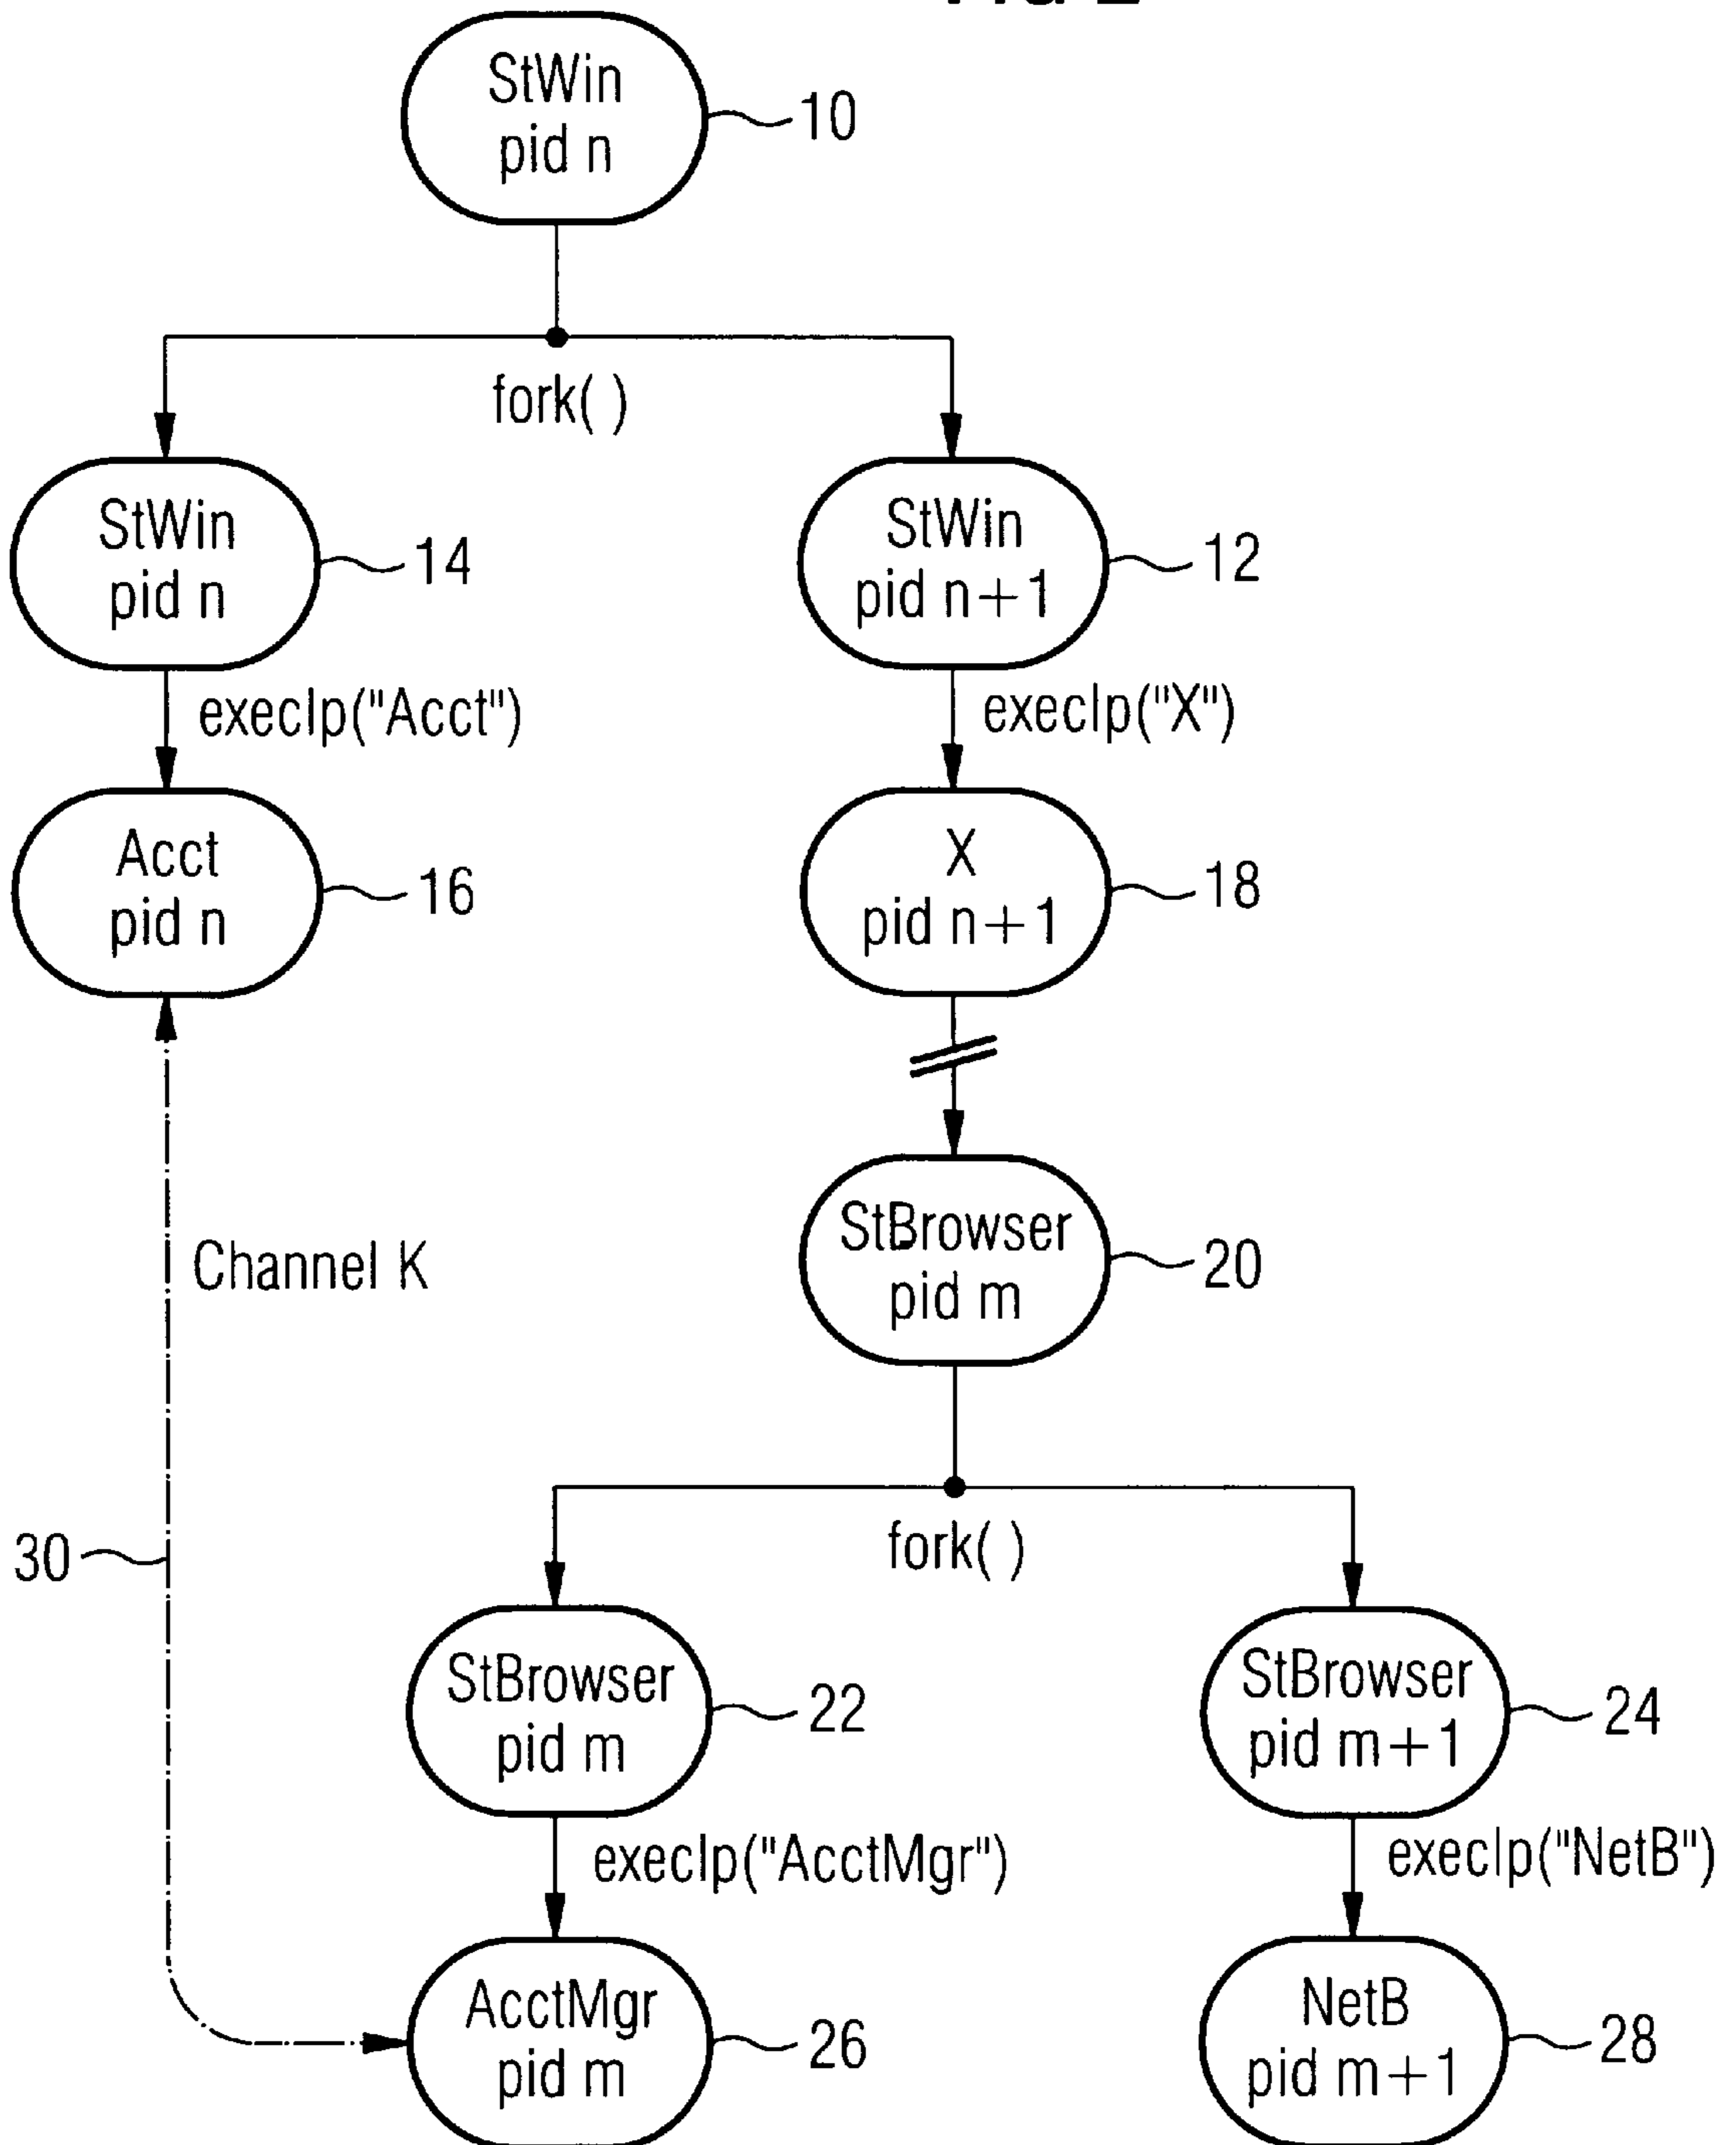 StWin
pid n
10
fork( )
StWin
pid n
14
StWin
pid n+1
12
execlp("Acct")
execlp("X")
Acct
pid n
16
X
pid n+1
18
Channel K
StBrowser
pid m
20
30
fork( )
StBrowser
pid m
22
StBrowser
pid m+1
24
execlp("AcctMgr")
execlp("NetB")
AcctMgr
pid m
26
NetB
pid m+1
28